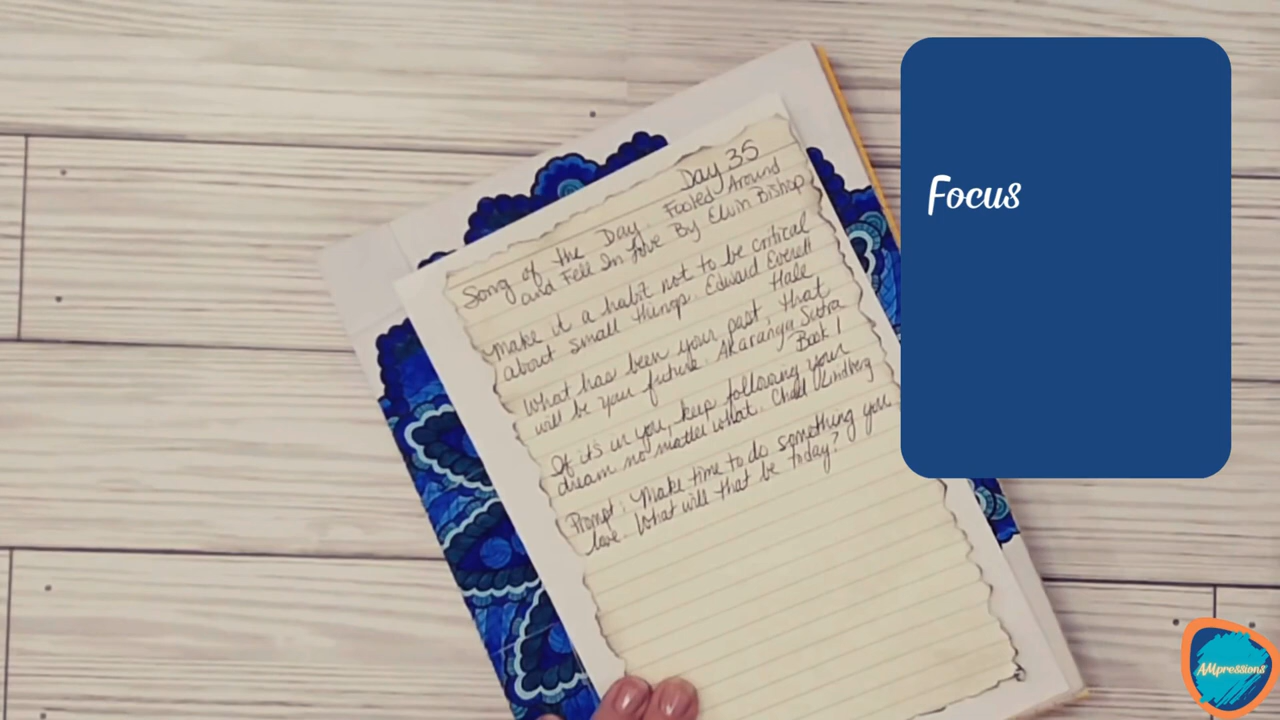 Day 35
Song of the Day: Fooled Around
and Fell In Love By Elvin Bishop
Make it a habit not to be critical
about small things. Edward Everett
Hale
What has been your past, that
will be your future. Akaranga Sutra
Book 1
If it's in you, keep following your
dream no matter what. Chad Lindberg
Prompt: Make time to do something you
love. What will that be today?
Focus
AMpressions